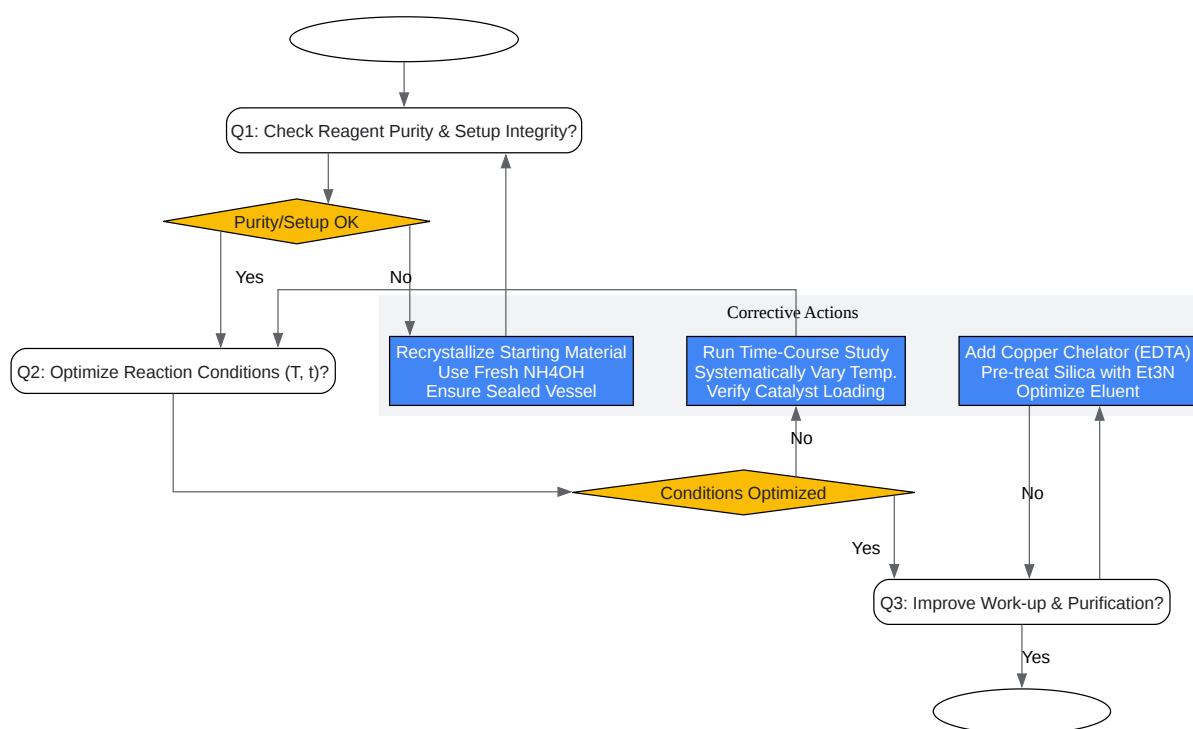 Q1: Check Reagent Purity & Setup Integrity?
Purity/Setup OK
Yes
No
Corrective Actions
Recrystallize Starting Material
Use Fresh NH4OH
Ensure Sealed Vessel
Run Time-Course Study
Systematically Vary Temp.
Verify Catalyst Loading
Add Copper Chelator (EDTA)
Pre-treat Silica with Et3N
Optimize Eluent
Q2: Optimize Reaction Conditions (T, t)?
No
Conditions Optimized
No
Yes
Q3: Improve Work-up & Purification?
Yes